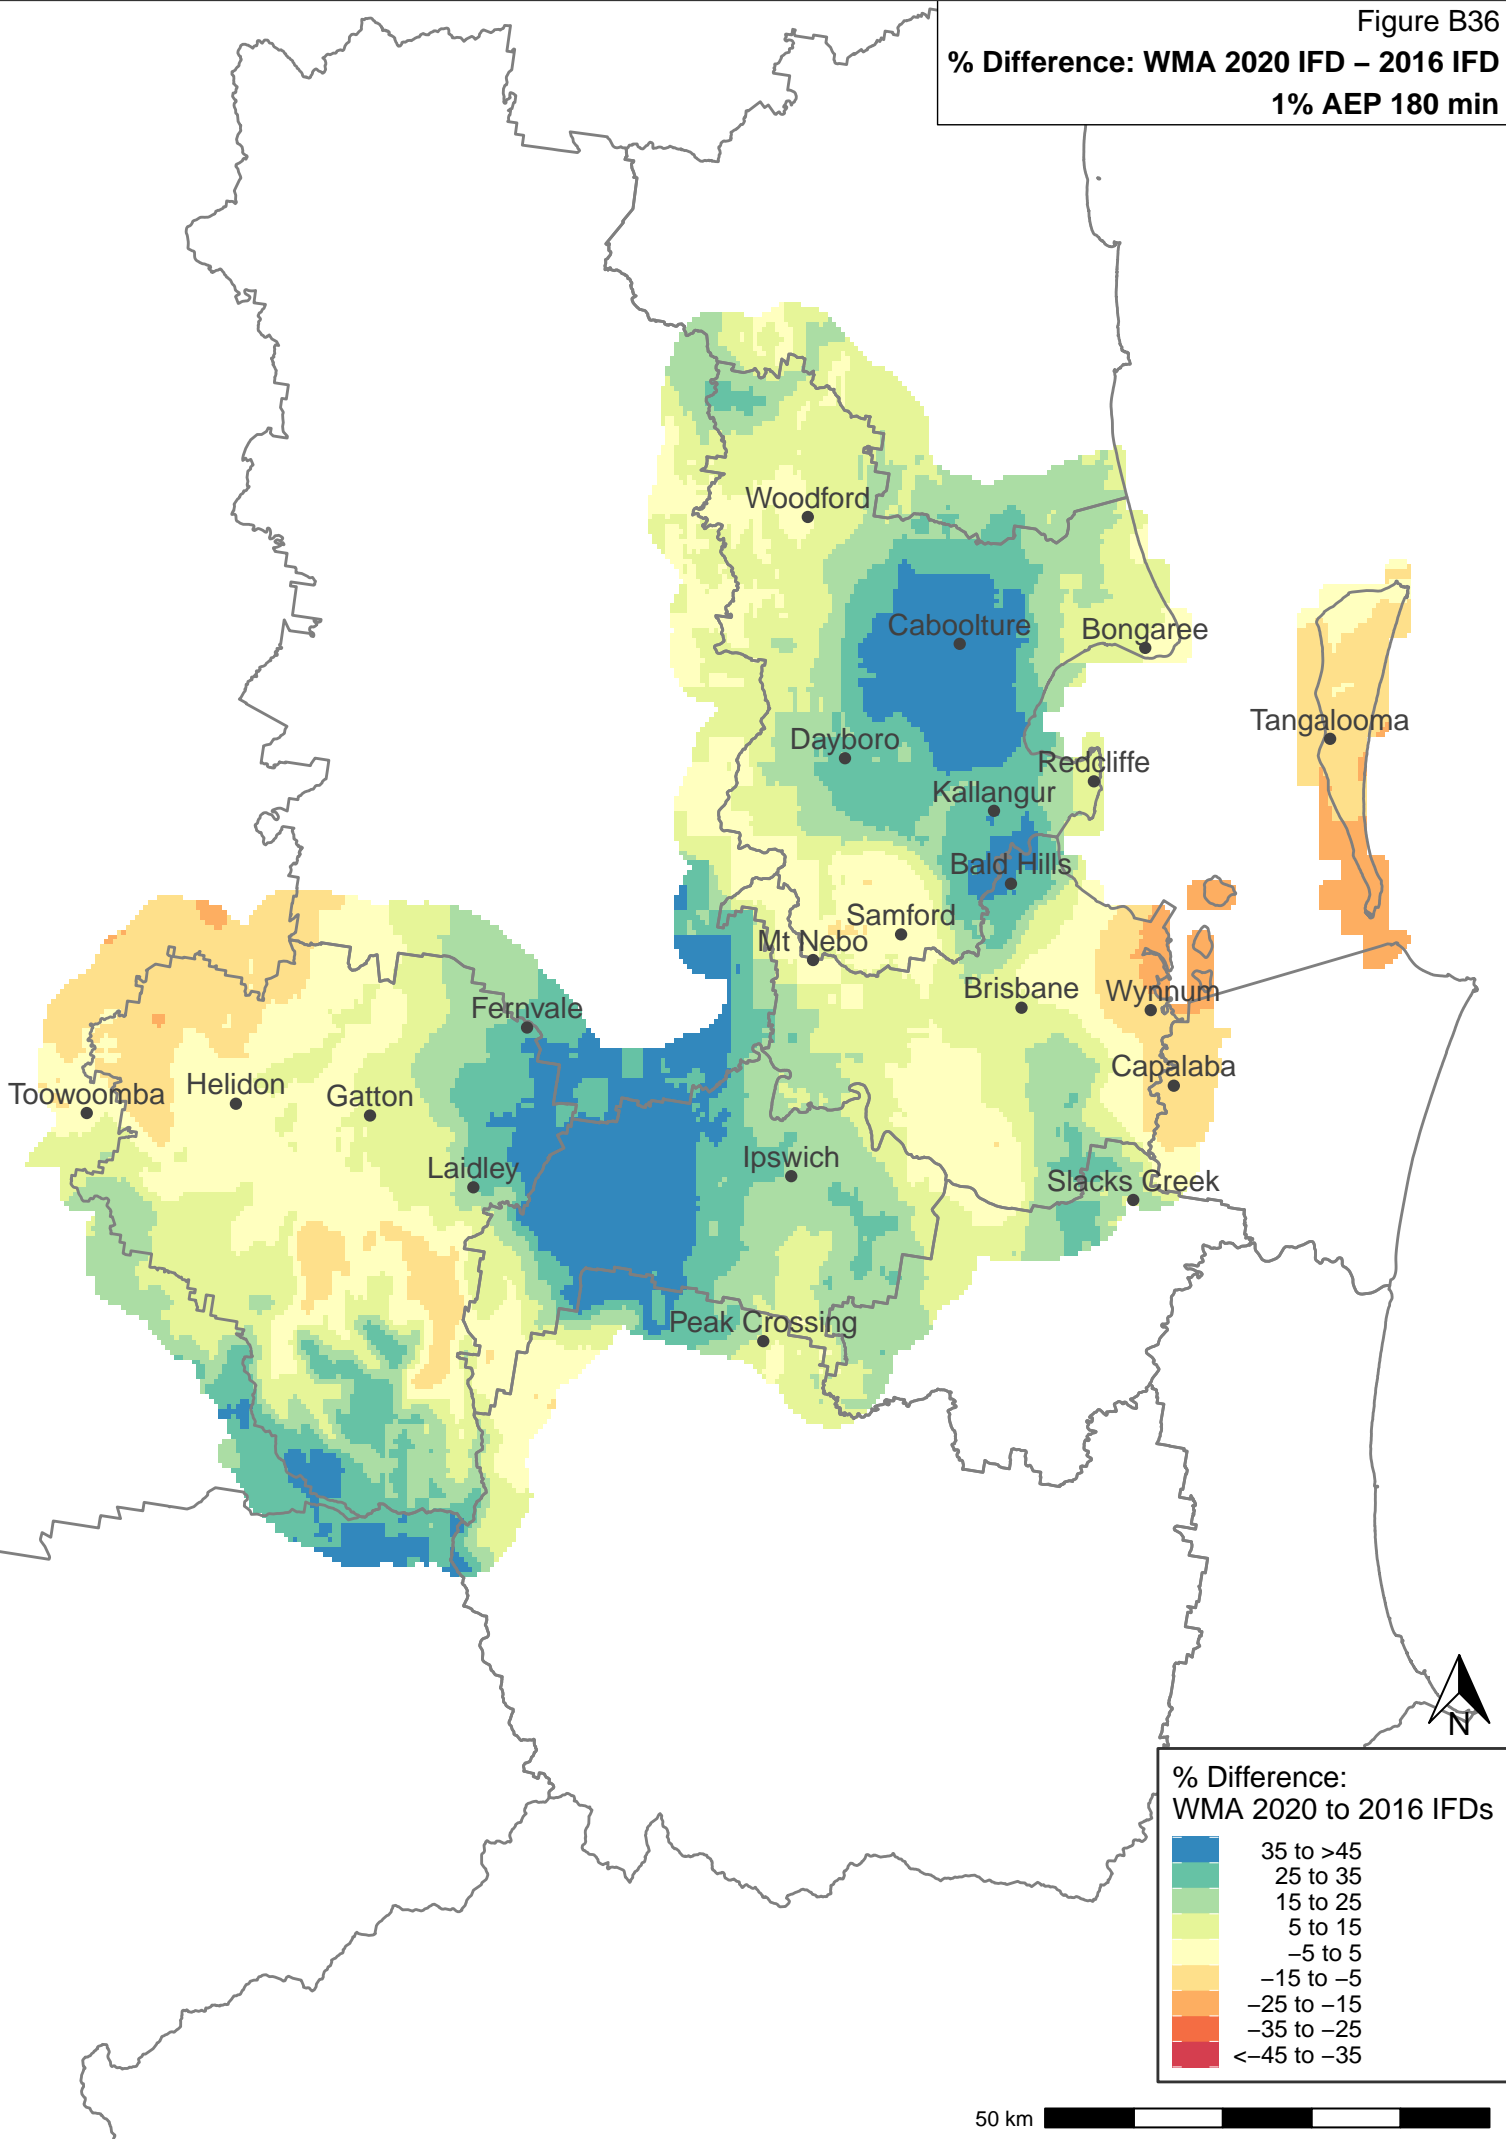 Figure B36
% Difference: WMA 2020 IFD − 2016 IFD
1% AEP 180 min
Woodford
Caboolture
Bongaree
Tangalooma
Dayboro
Redcliffe
Kallangur
Bald Hills
Samford
Mt Nebo
Brisbane
Wynnum
Fernvale
Capalaba
Toowoomba
Helidon
Gatton
Ipswich
Laidley
Slacks Creek
Peak Crossing
N
% Difference:
WMA 2020 to 2016 IFDs
35 to >45
25 to 35
15 to 25
5 to 15
−5 to 5
−15 to −5
−25 to −15
−35 to −25
<−45 to −35
50 km